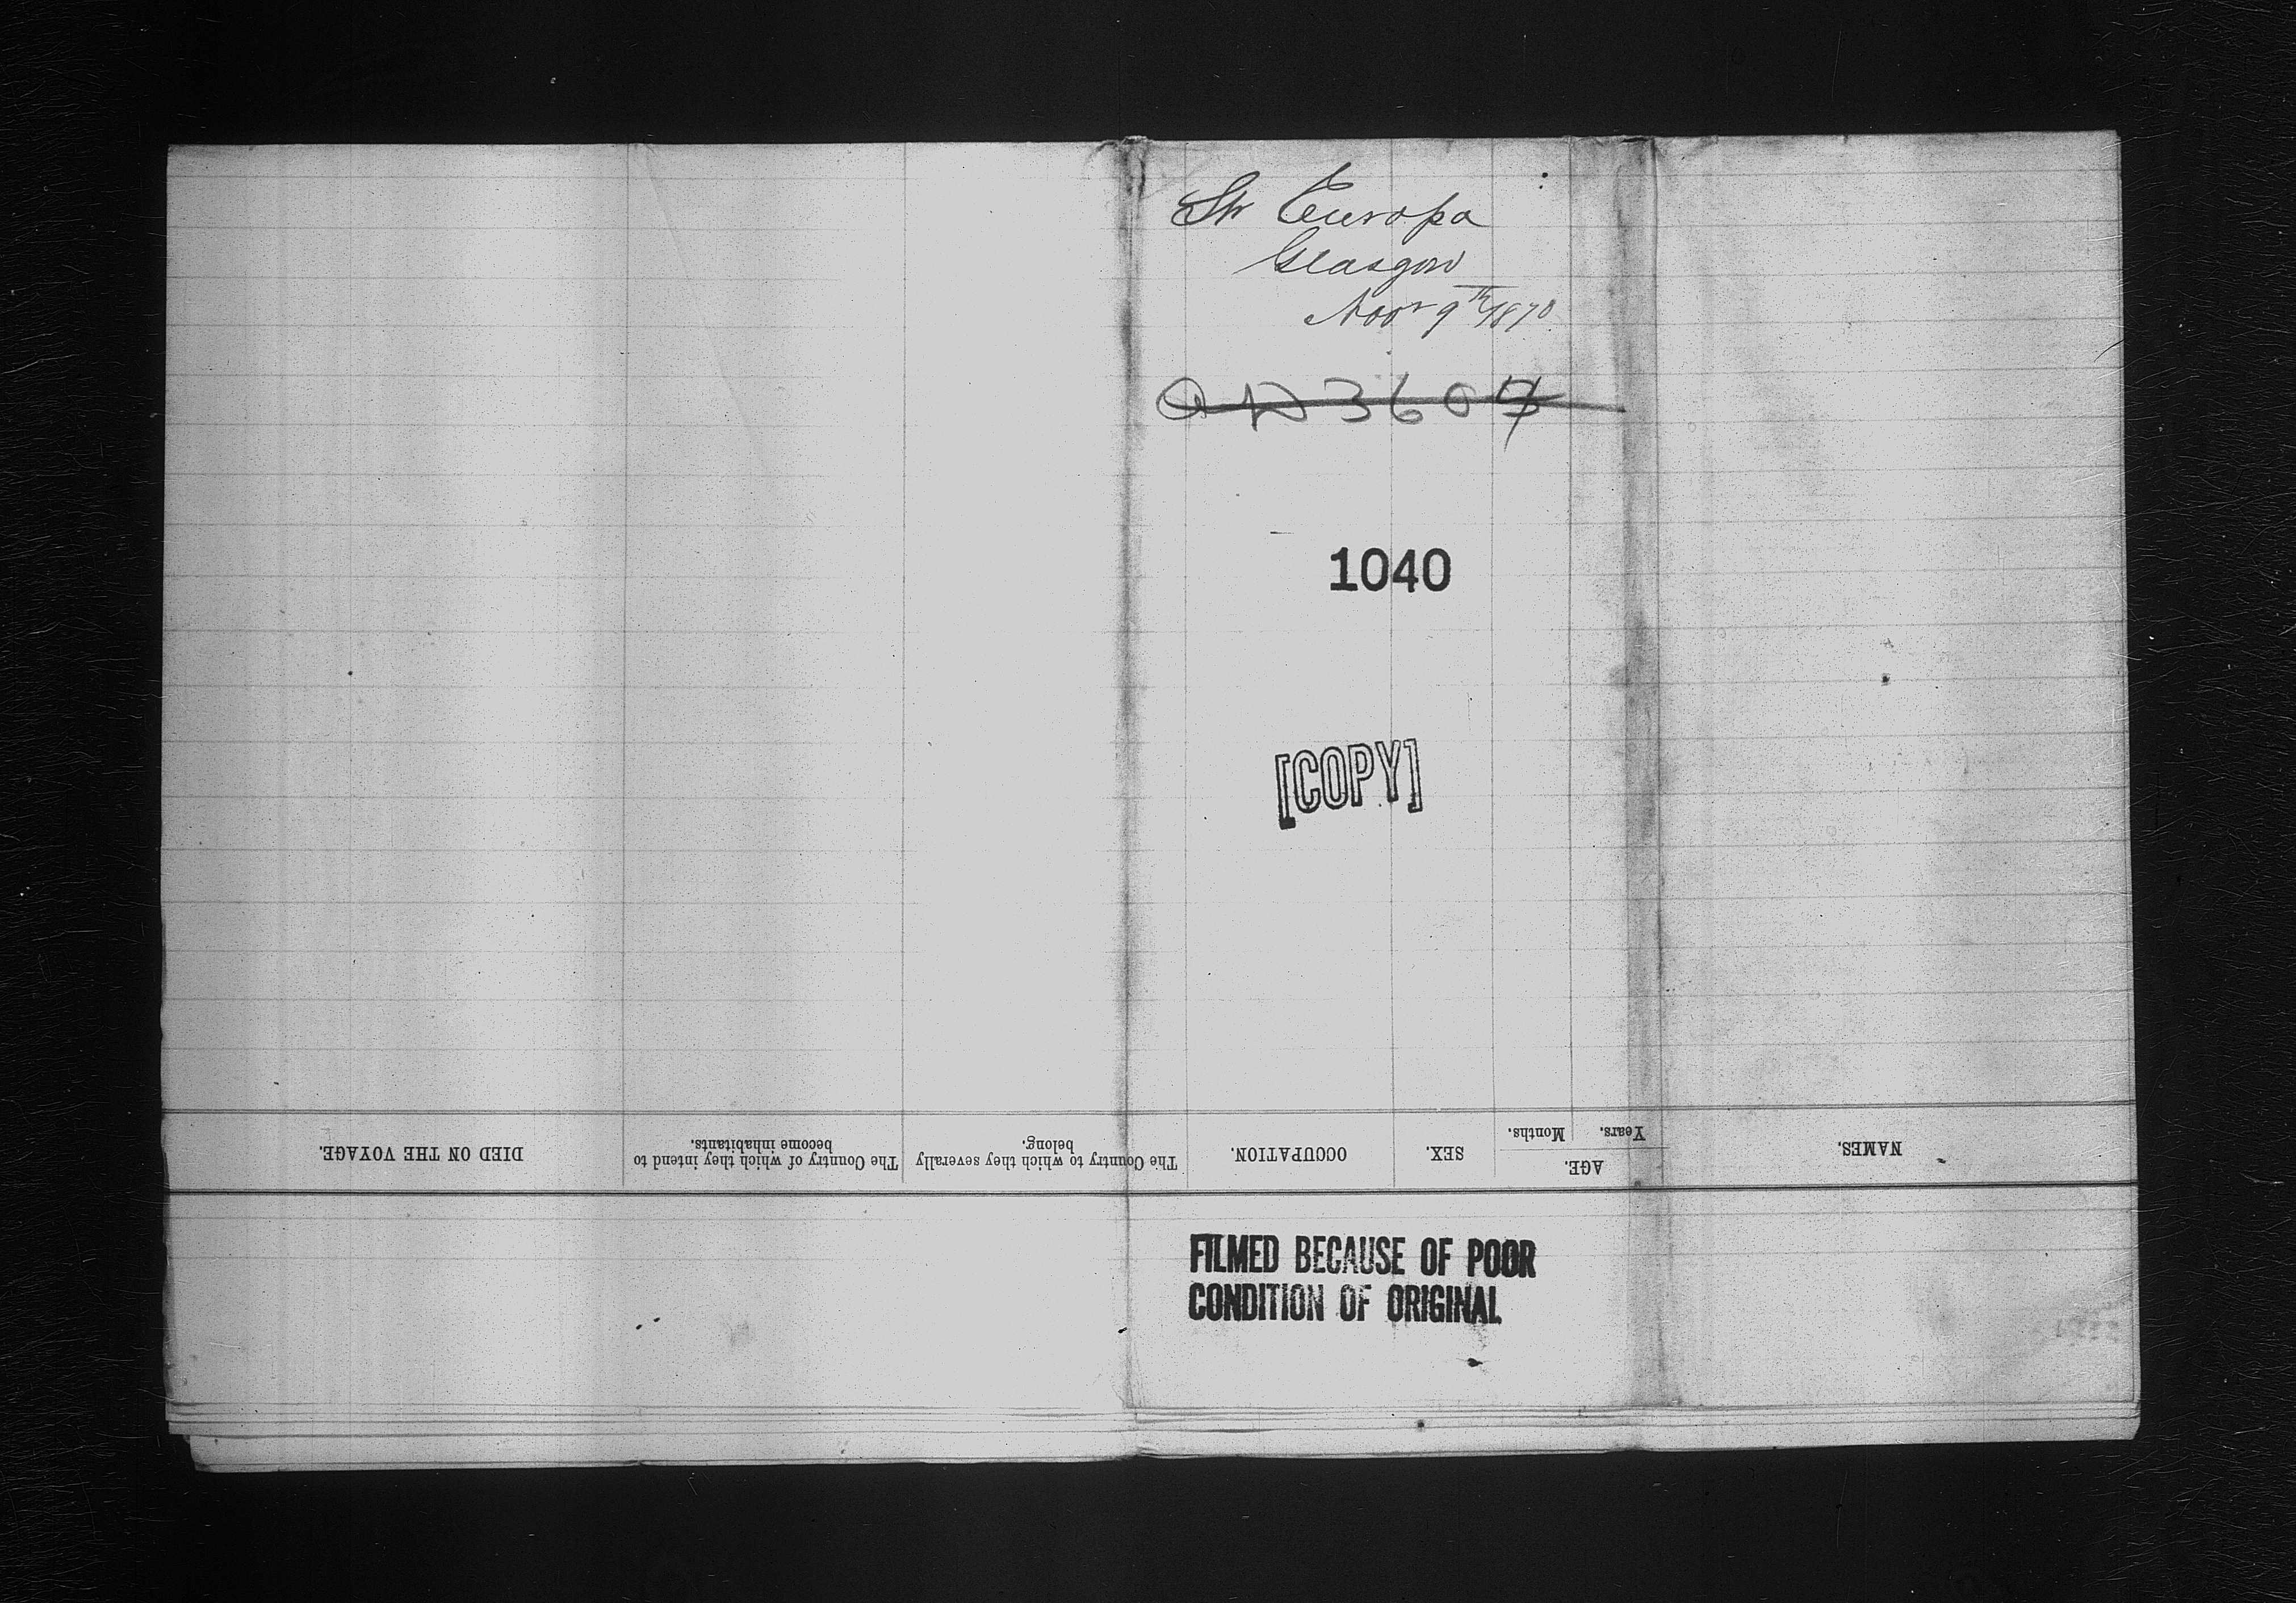 Str Europa
Glasgow
Novr 9th 1870
1040
[COPY]
NAMES.
AGE.
Years.
Months.
SEX.
OCCUPATION.
The Country to which they severally
belong.
The Country of which they intend to
become inhabitants.
DIED ON THE VOYAGE.
FILMED BECAUSE OF POOR
CONDITION OF ORIGINAL